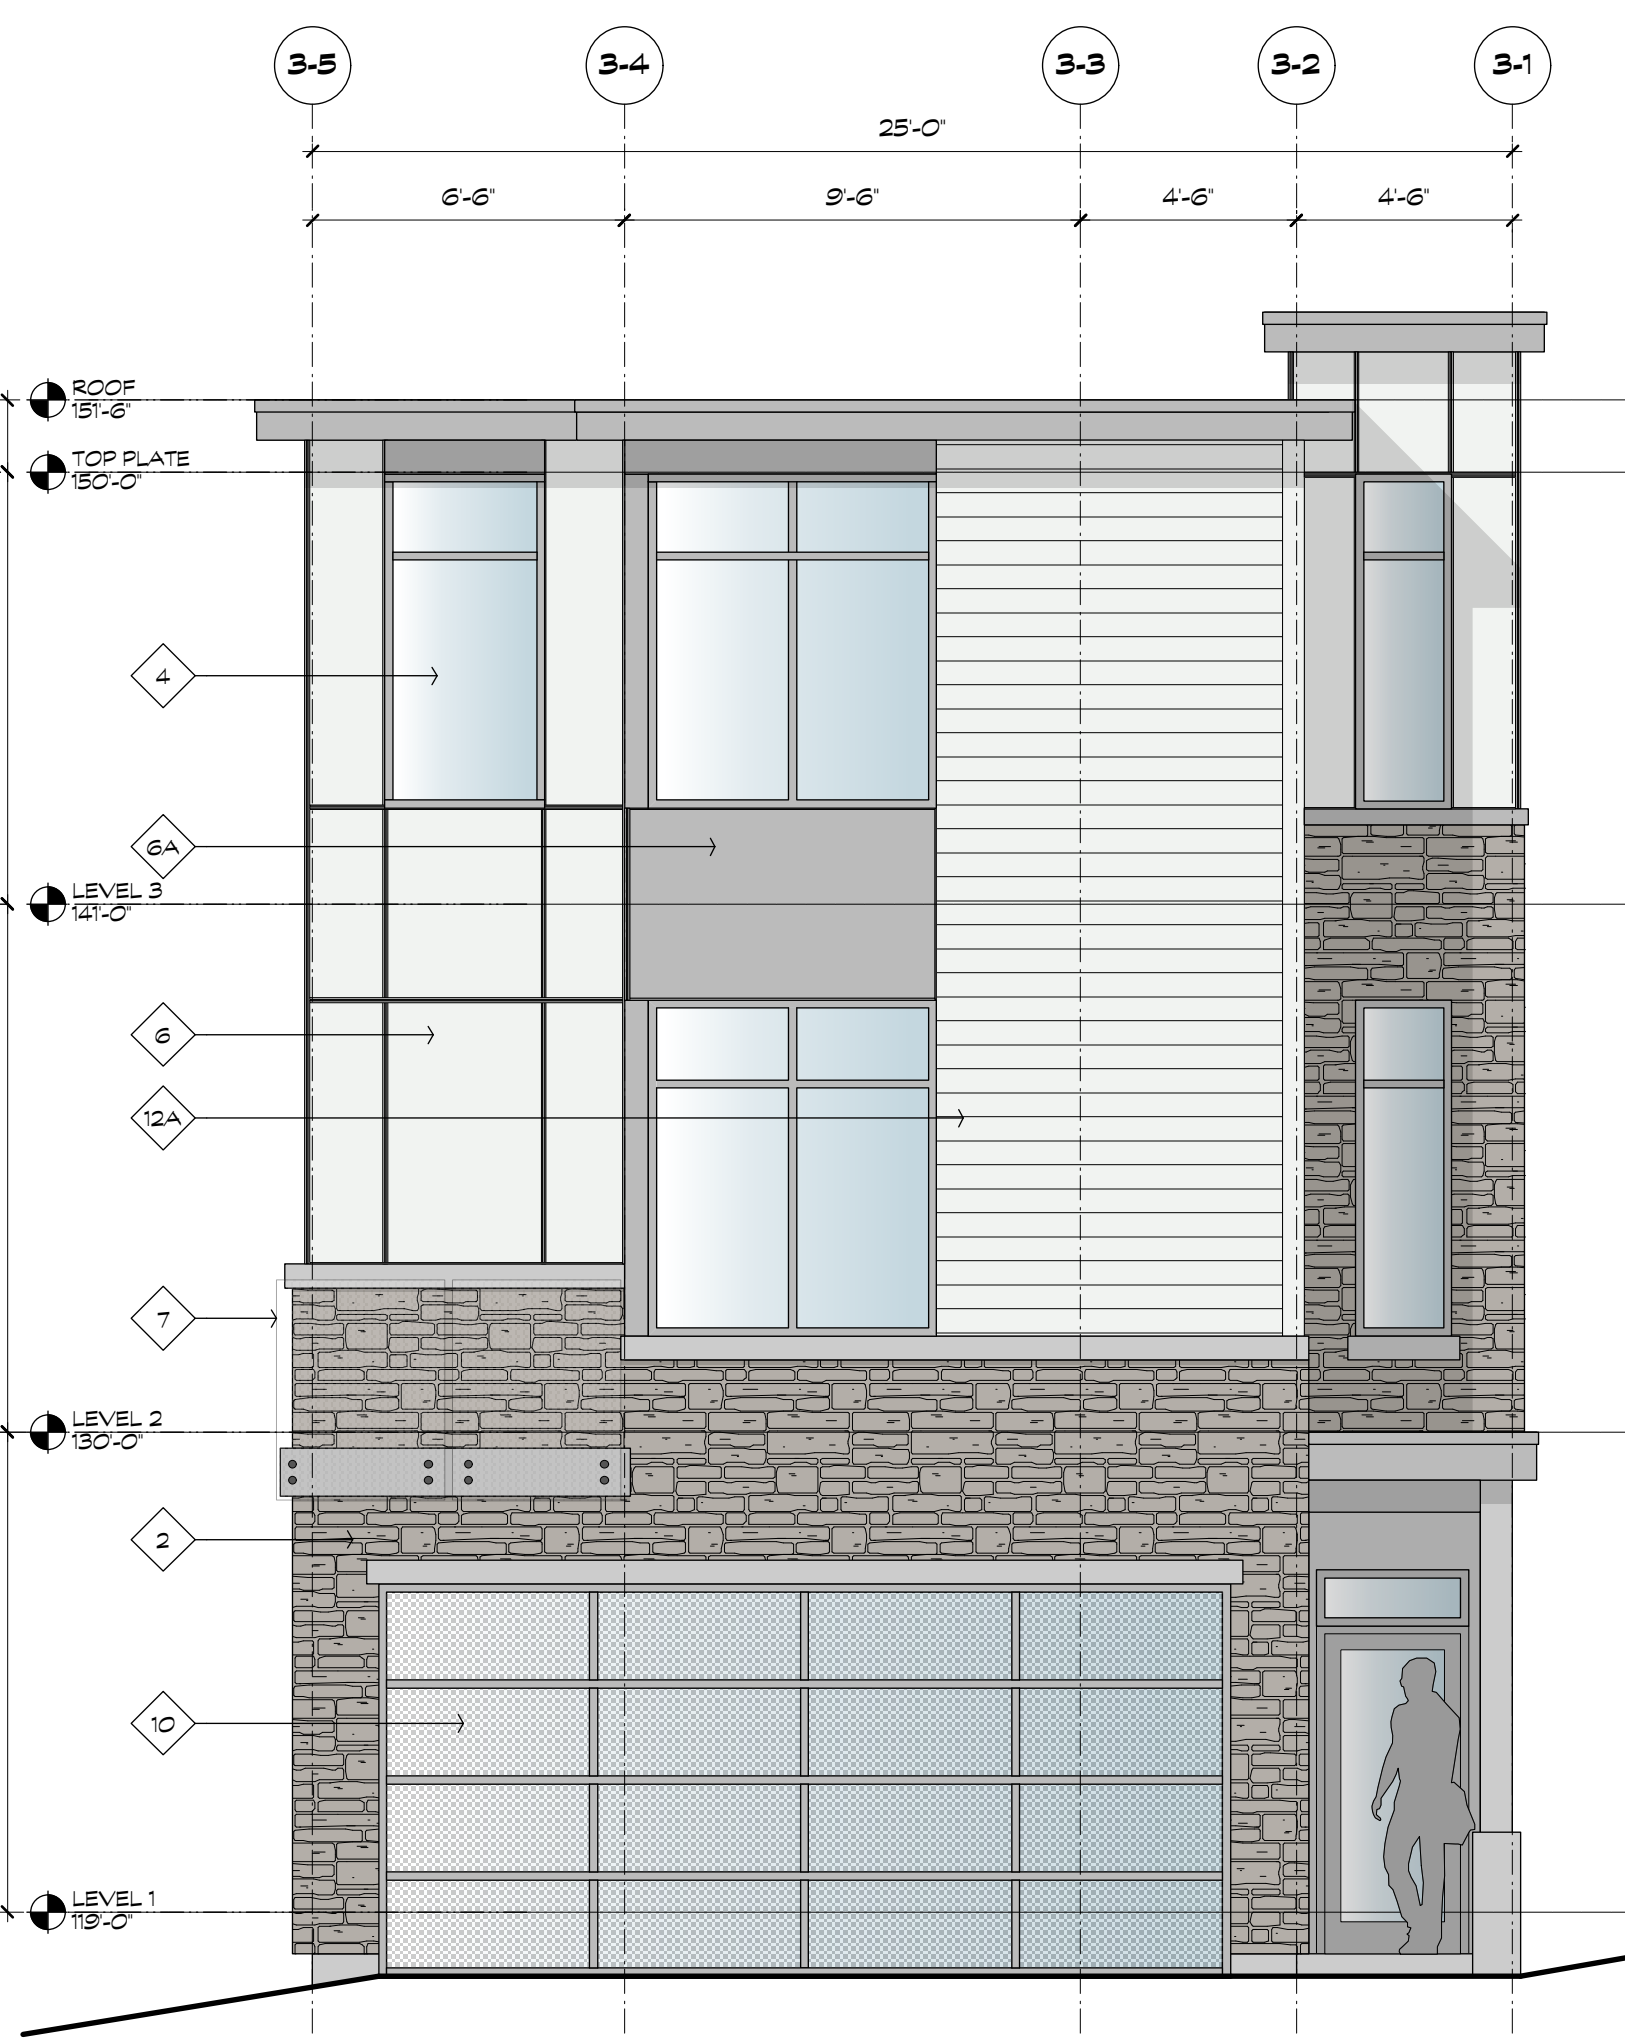 3-5 3-4 3-3 3-2 3-1
25'-0"
6'-6" 9'-6" 4'-6" 4'-6"
ROOF
151'-6"
TOP PLATE
150'-0"
4
6A
LEVEL 3
141'-0"
6
12A
7
LEVEL 2
130'-0"
2
10
LEVEL 1
119'-0"